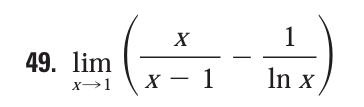 49. lim x→1 ( x/(x − 1) − 1/ln x )